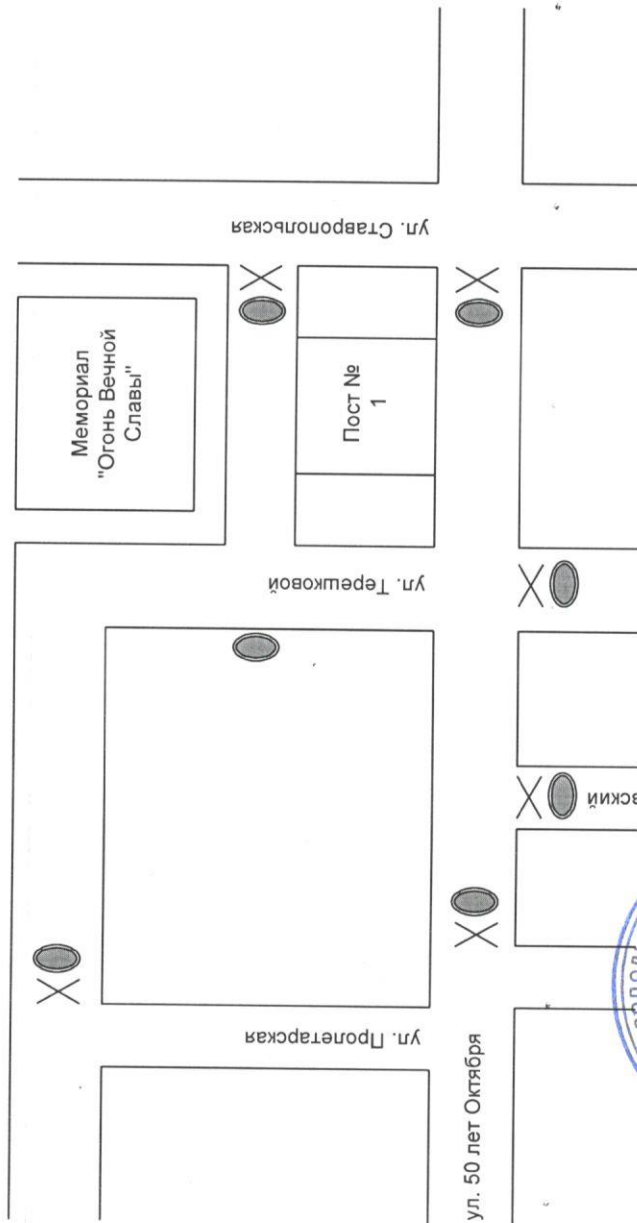 ул. Ставропольская
Мемориал
"Огонь Вечной
Славы"
Пост №
1
ул. Терешковой
ул. Пролетарская
ул. 50 лет Октября